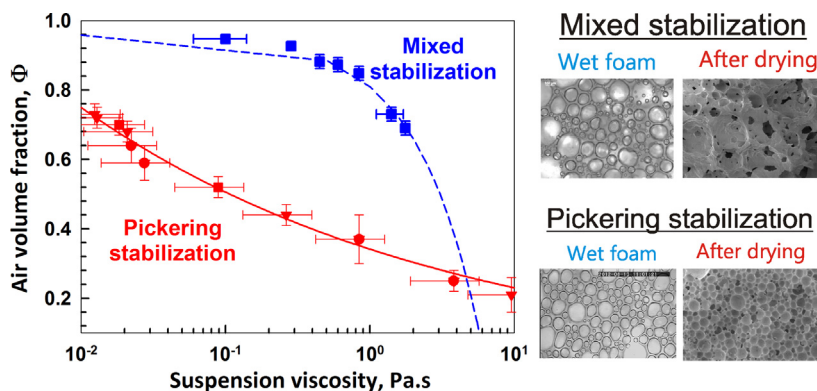 Air volume fraction, Φ
1.0
0.8
0.6
0.4
0.2
10-2
10-1
100
101
Suspension viscosity, Pa.s
Mixed
stabilization
Pickering
stabilization
Mixed stabilization
Wet foam
After drying
Pickering stabilization
Wet foam
After drying